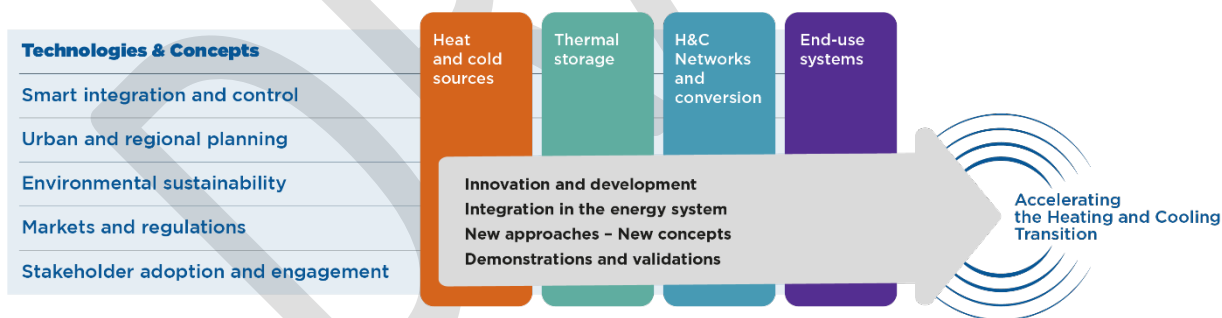 Technologies & Concepts
Smart integration and control
Urban and regional planning
Environmental sustainability
Markets and regulations
Stakeholder adoption and engagement
Heat
and cold
sources
Thermal
storage
H&C
Networks
and
conversion
End-use
systems
Innovation and development
Integration in the energy system
New approaches – New concepts
Demonstrations and validations
Accelerating
the Heating and Cooling
Transition